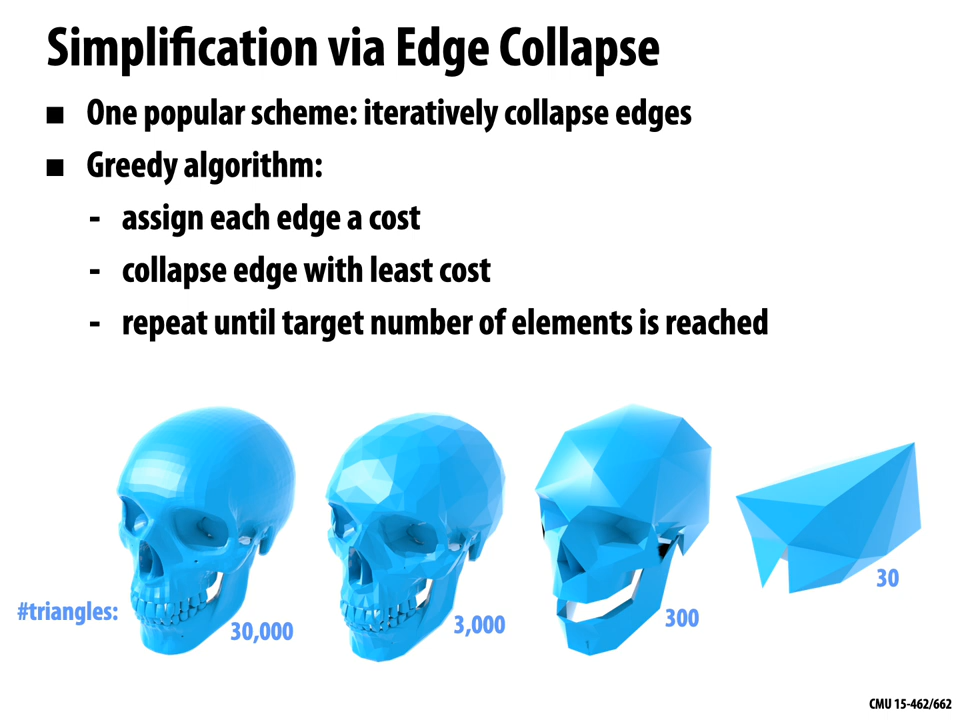 Simplification via Edge Collapse
■ One popular scheme: iteratively collapse edges
■ Greedy algorithm:
- assign each edge a cost
- collapse edge with least cost
- repeat until target number of elements is reached
#triangles:
30,000
3,000
300
30
CMU 15-462/662